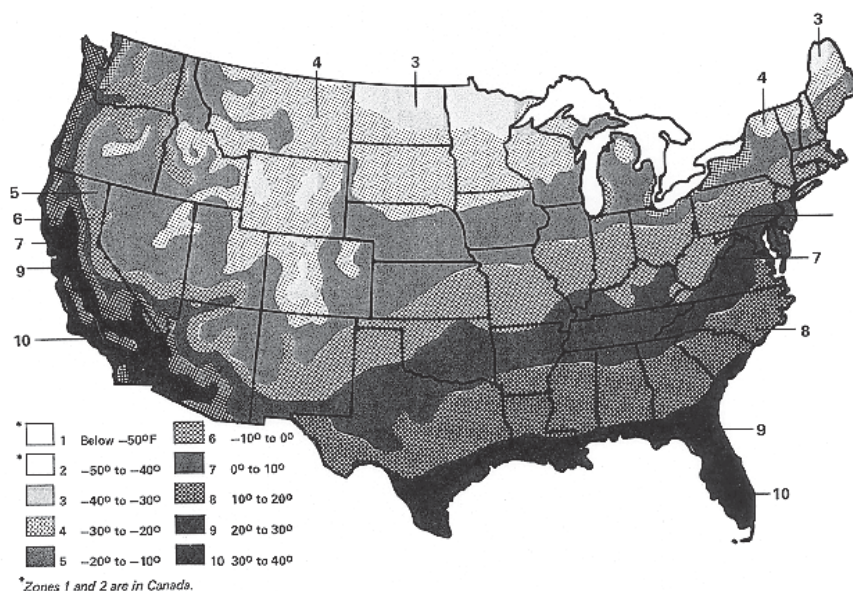 3
4
3
4
5
6
7
9
10
7
8
9
10
* 1 Below −50°F
* 2 −50° to −40°
3 −40° to −30°
4 −30° to −20°
5 −20° to −10°
6 −10° to 0°
7 0° to 10°
8 10° to 20°
9 20° to 30°
10 30° to 40°
*Zones 1 and 2 are in Canada.